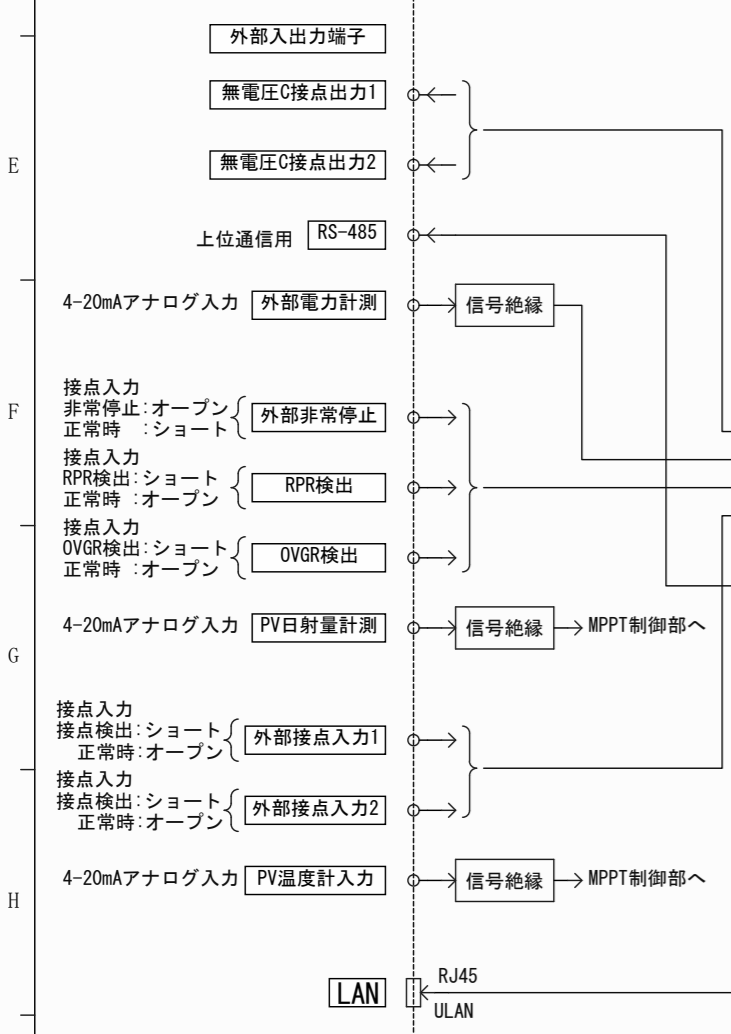 外部入出力端子
無電圧C接点出力1
E
無電圧C接点出力2
上位通信用 RS-485
4-20mAアナログ入力 外部電力計測 信号絶縁
接点入力
F 非常停止:オープン 外部非常停止
正常時 :ショート
接点入力
RPR検出:ショート RPR検出
正常時 :オープン
接点入力
OVGR検出:ショート OVGR検出
正常時 :オープン
4-20mAアナログ入力 PV日射量計測 信号絶縁 MPPT制御部へ
G
接点入力
接点検出:ショート 外部接点入力1
正常時:オープン
接点入力
接点検出:ショート 外部接点入力2
正常時:オープン
4-20mAアナログ入力 PV温度計入力 信号絶縁 MPPT制御部へ
H
RJ45
LAN
ULAN